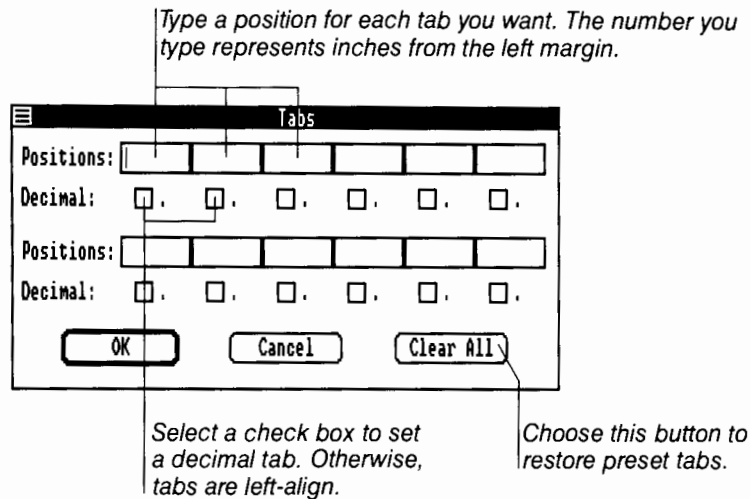 Type a position for each tab you want. The number you
type represents inches from the left margin.
Tabs
Positions:
Decimal: . . . . . .
Positions:
Decimal: . . . . . .
OK Cancel Clear All
Select a check box to set
a decimal tab. Otherwise,
tabs are left-align.
Choose this button to
restore preset tabs.